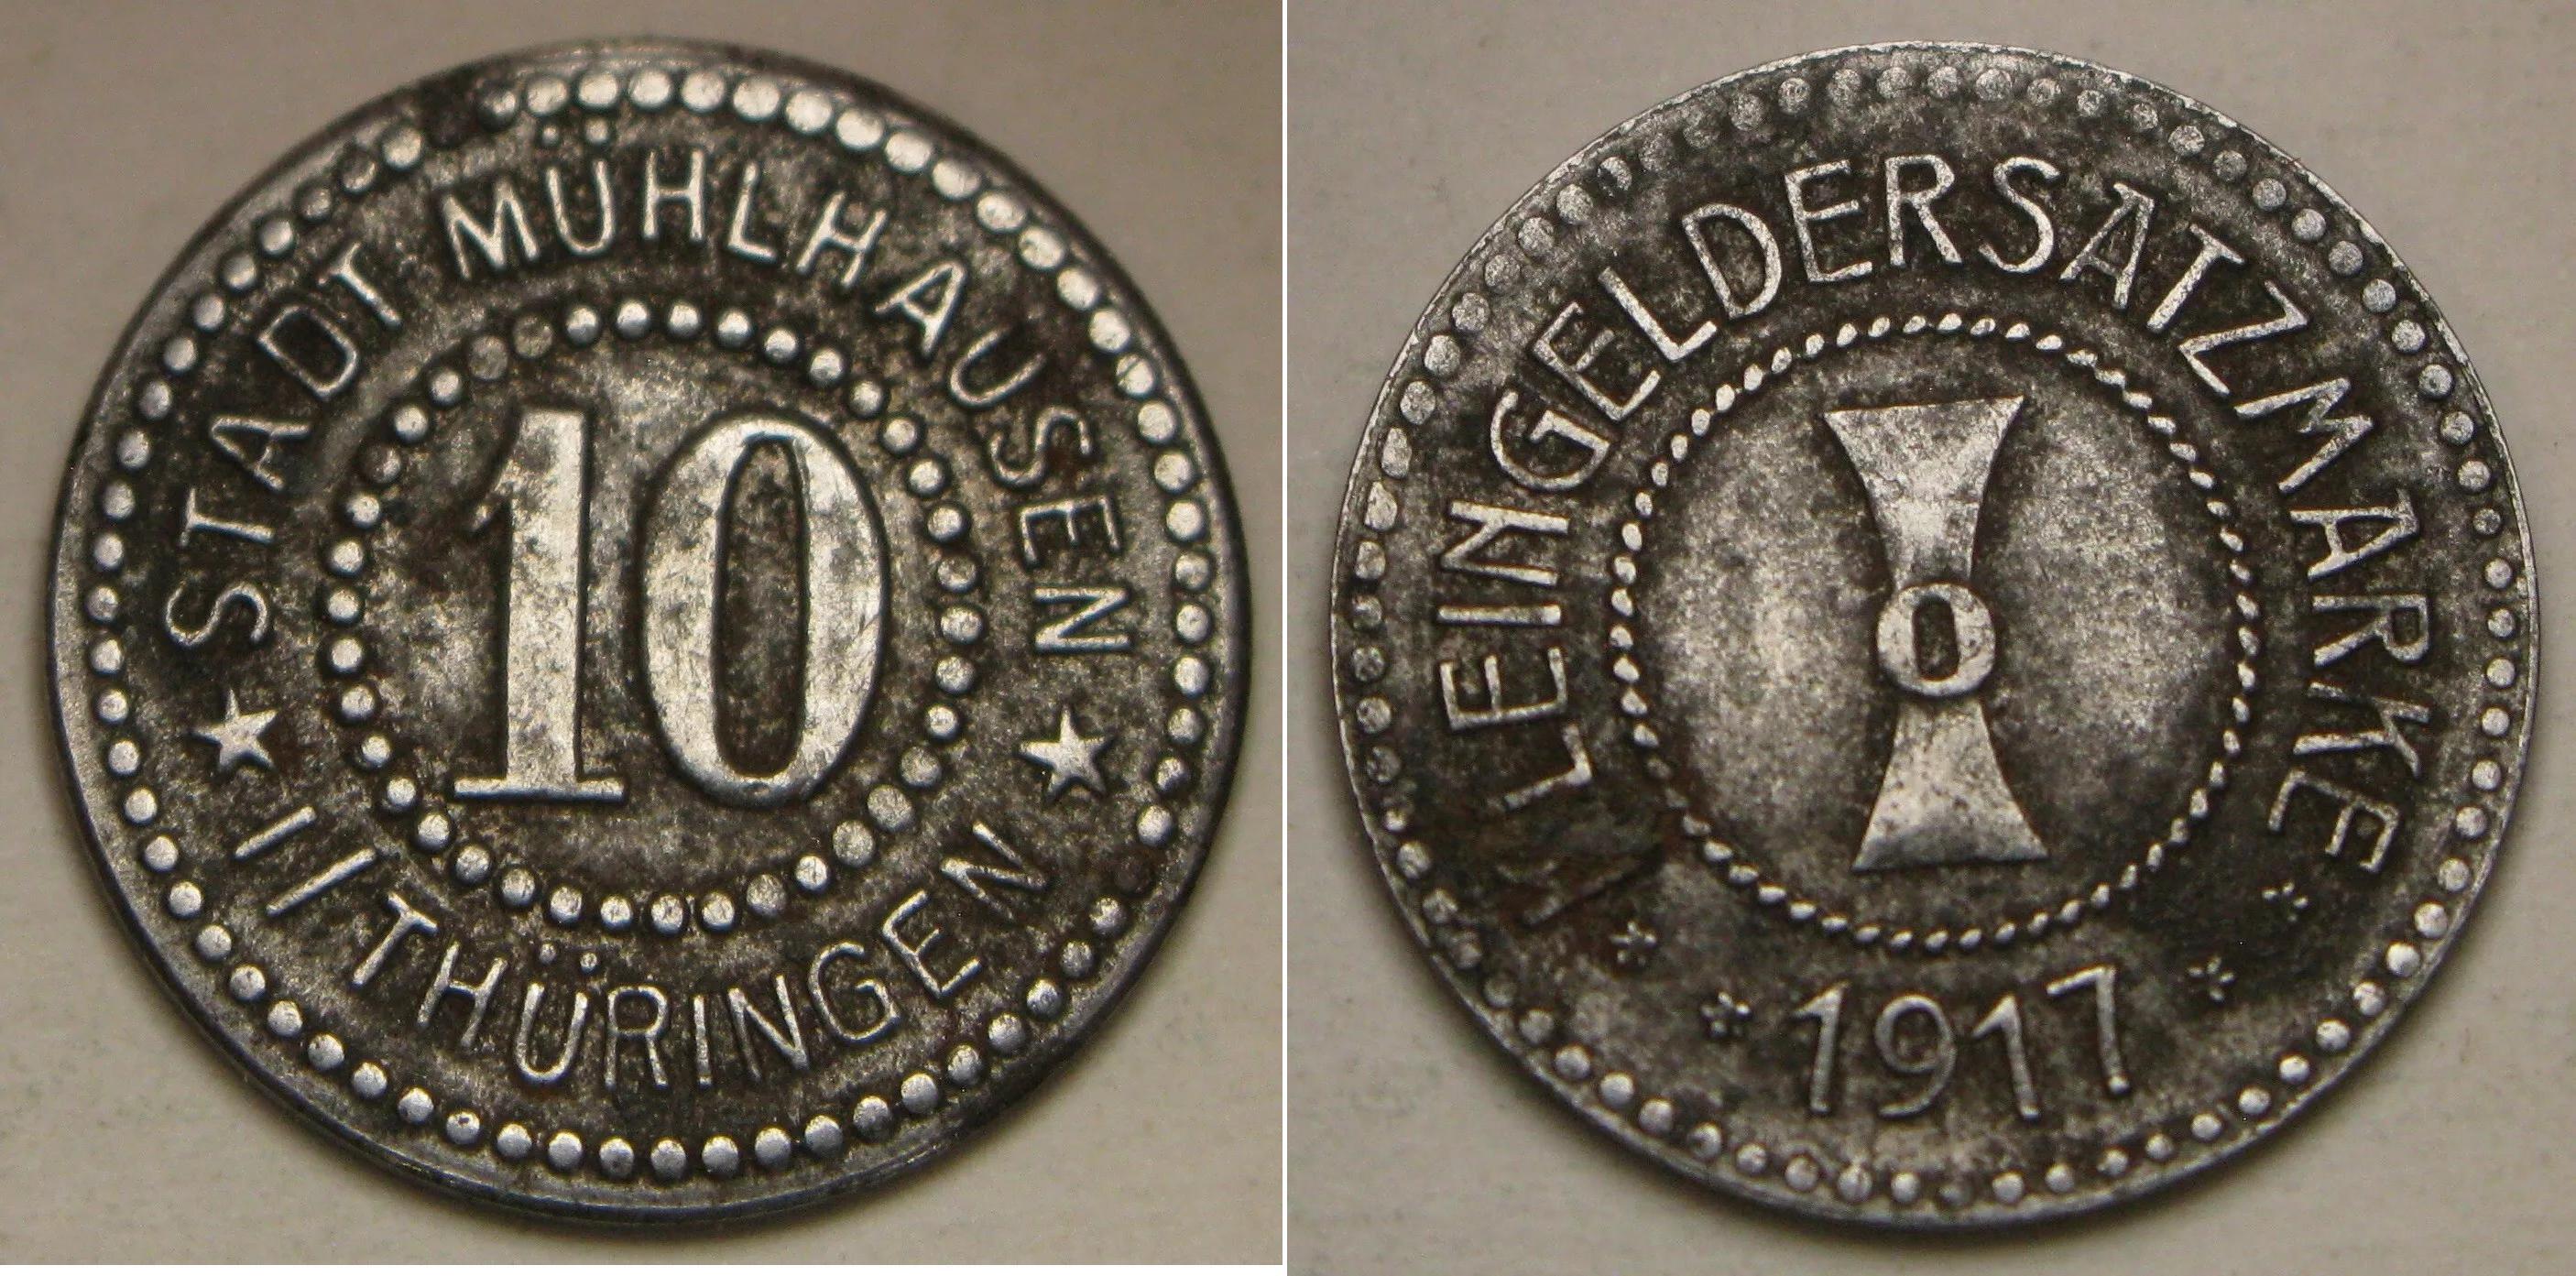 STADT MÜHLHAUSEN
10
I / THÜRINGEN
KLEINGELDERSATZMARKE
1917